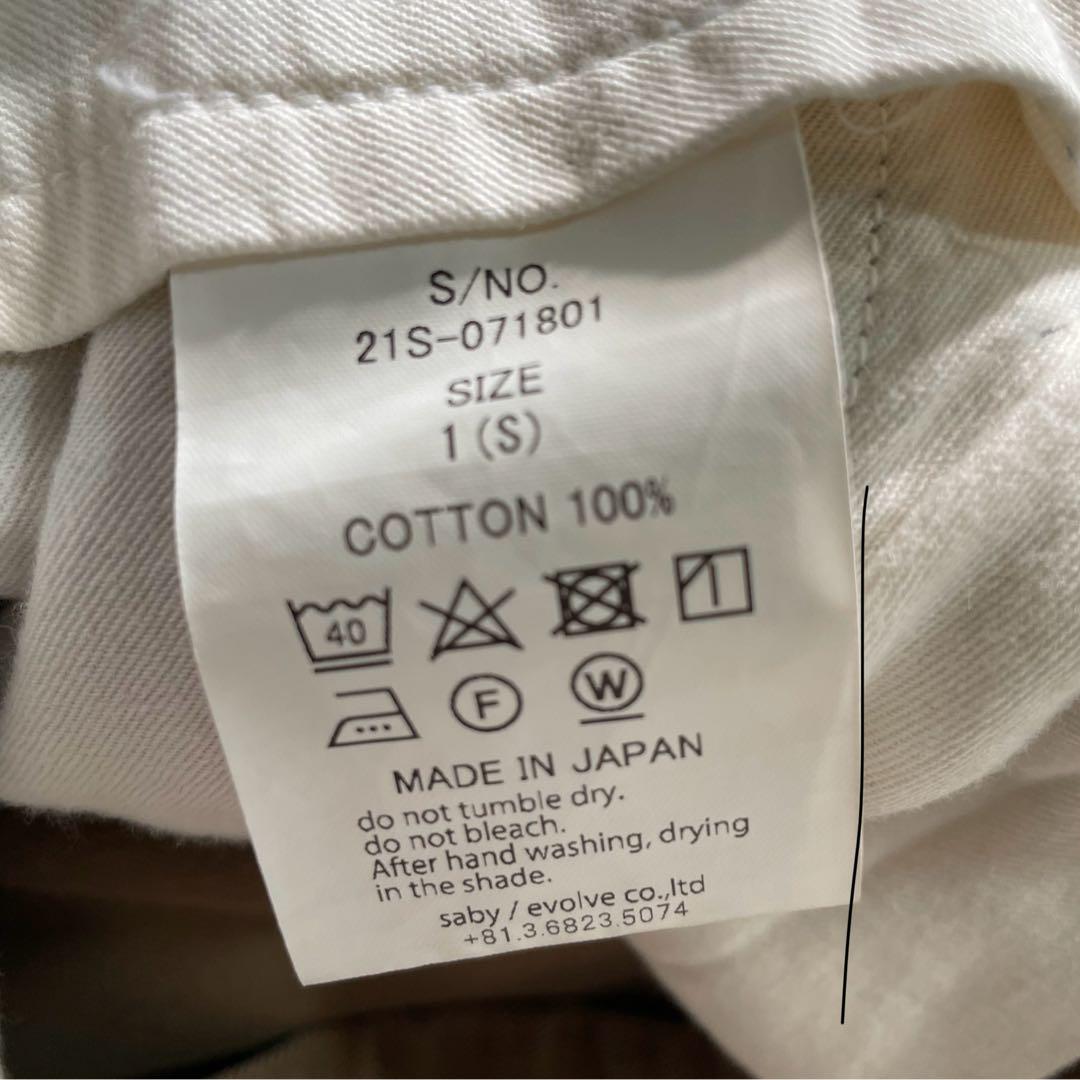 S/NO.
21S-071801
SIZE
1(S)
COTTON 100%
40
F W
MADE IN JAPAN
do not tumble dry.
do not bleach.
After hand washing, drying
in the shade.
saby / evolve co.,ltd
+81.3.6823.5074